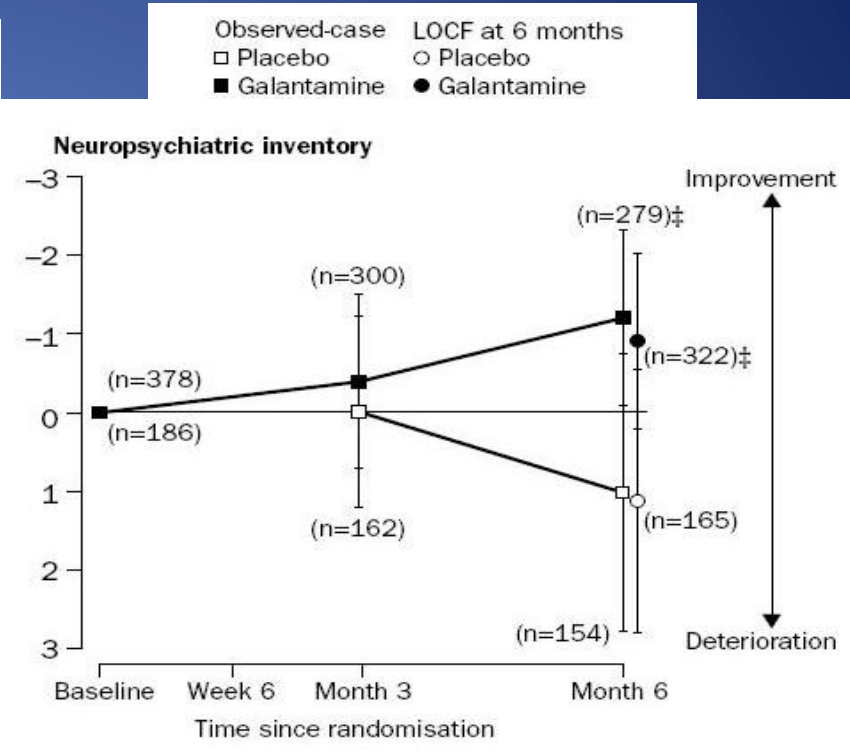 Observed-case LOCF at 6 months
Placebo Placebo
Galantamine Galantamine
Neuropsychiatric inventory
–3
Improvement
(n=279)‡
–2
(n=300)
–1
(n=322)‡
(n=378)
0
(n=186)
1
(n=165)
(n=162)
2
(n=154)
Deterioration
3
Baseline Week 6 Month 3 Month 6
Time since randomisation